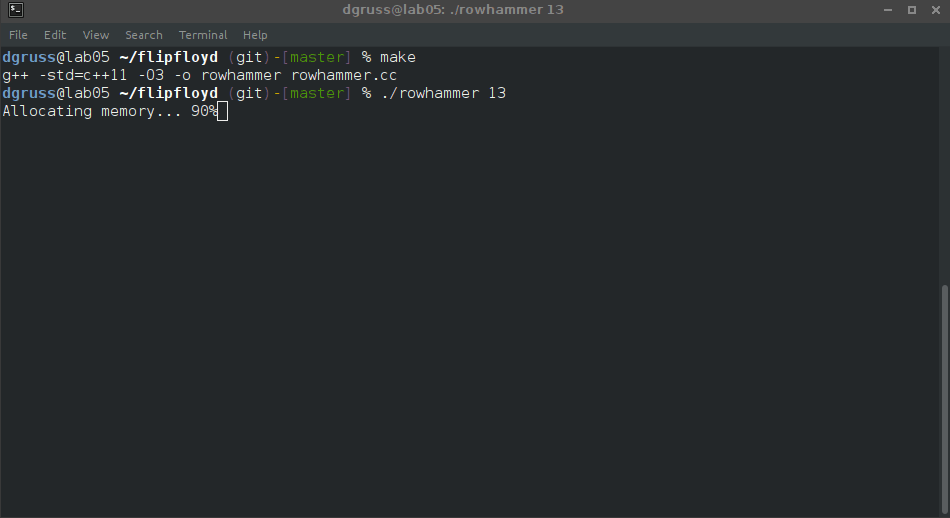 dgruss@lab05: ./rowhammer 13
File Edit View Search Terminal Help
dgruss@lab05 ~/flipfloyd (git)-[master] % make
g++ -std=c++11 -O3 -o rowhammer rowhammer.cc
dgruss@lab05 ~/flipfloyd (git)-[master] % ./rowhammer 13
Allocating memory... 90%